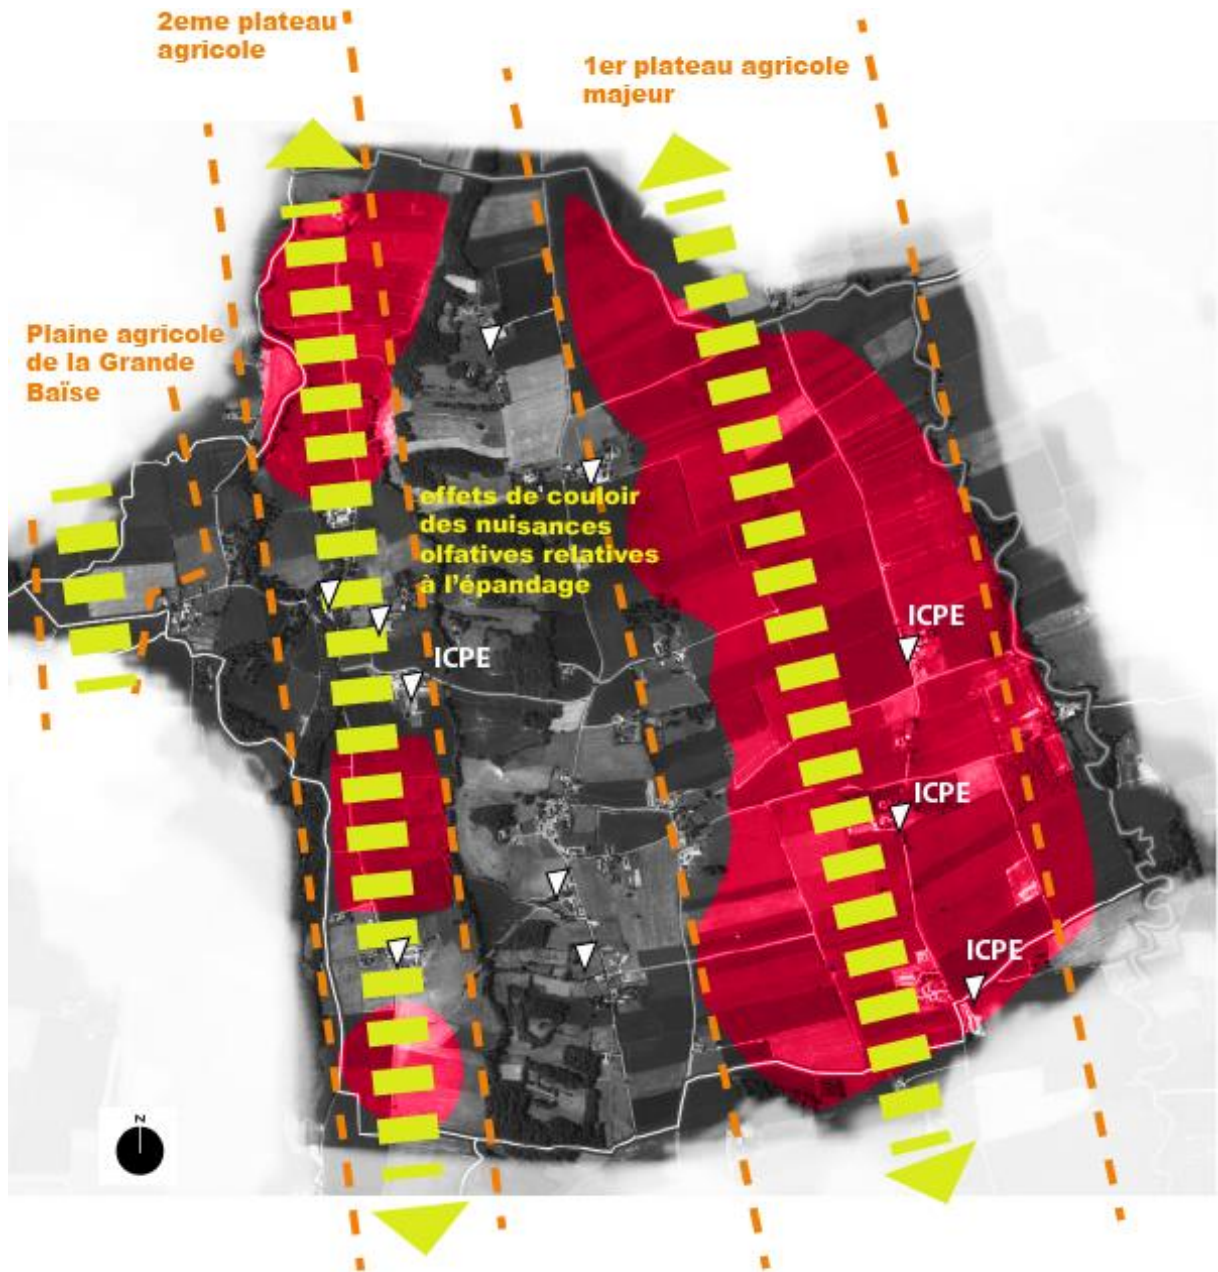 2eme plateau
agricole
1er plateau agricole
majeur
Plaine agricole
de la Grande
Baïse
effets de couloir
des nuisances
olfatives relatives
à l'épandage
ICPE
ICPE
ICPE
ICPE
N